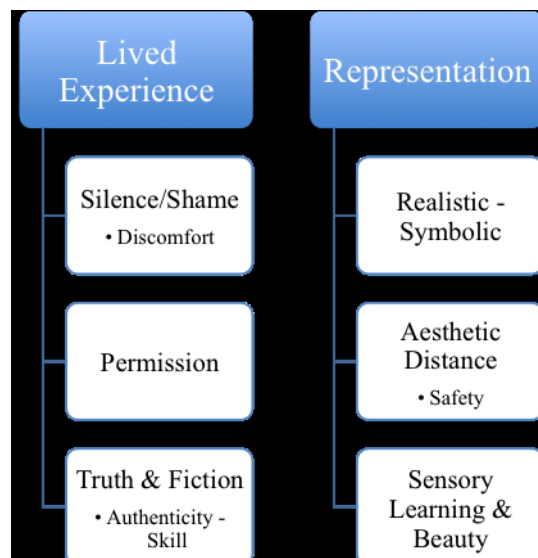 Lived
Experience
Silence/Shame
• Discomfort
Permission
Truth & Fiction
• Authenticity -
Skill
Representation
Realistic -
Symbolic
Aesthetic
Distance
• Safety
Sensory
Learning &
Beauty